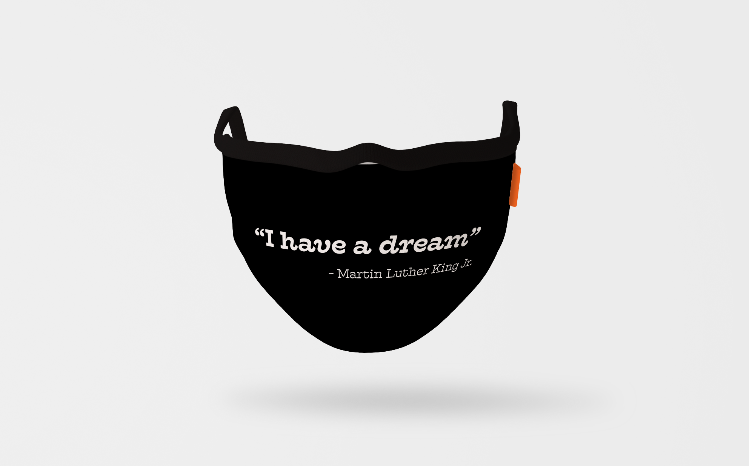 “I have a dream”
- Martin Luther King Jr.